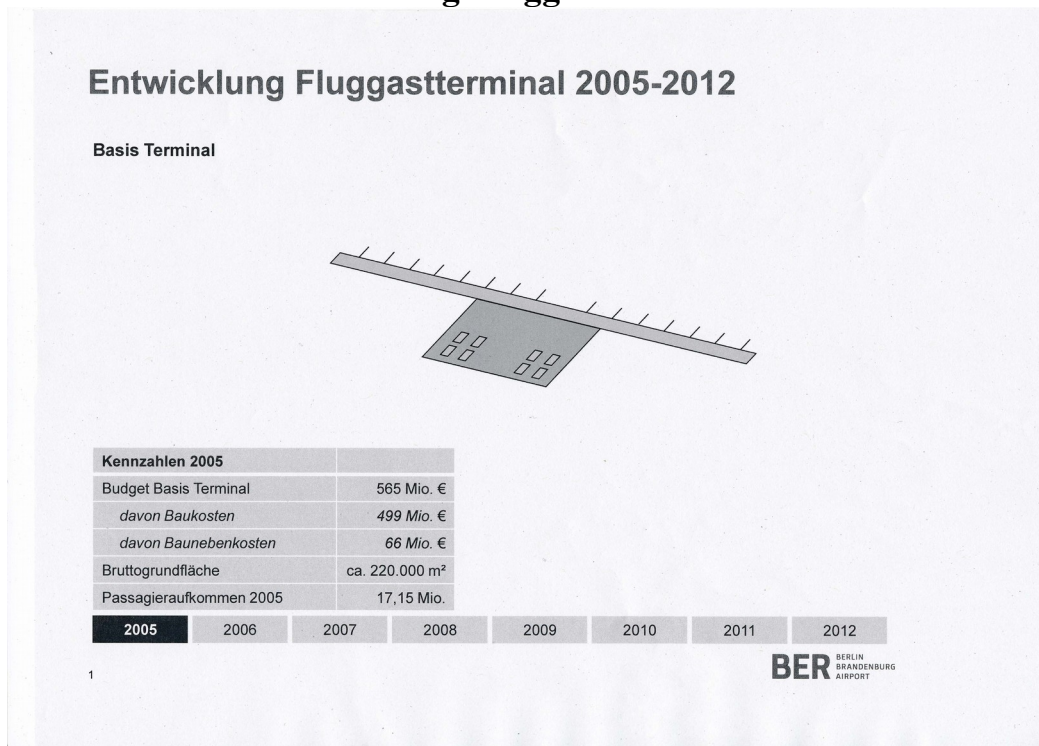 Entwicklung Fluggastterminal 2005-2012
Basis Terminal
Kennzahlen 2005
Budget Basis Terminal 565 Mio. €
davon Baukosten 499 Mio. €
davon Baunebenkosten 66 Mio. €
Bruttogrundfläche ca. 220.000 m²
Passagieraufkommen 2005 17,15 Mio.
2005 2006 2007 2008 2009 2010 2011 2012
1
BER BERLIN
BRANDENBURG
AIRPORT